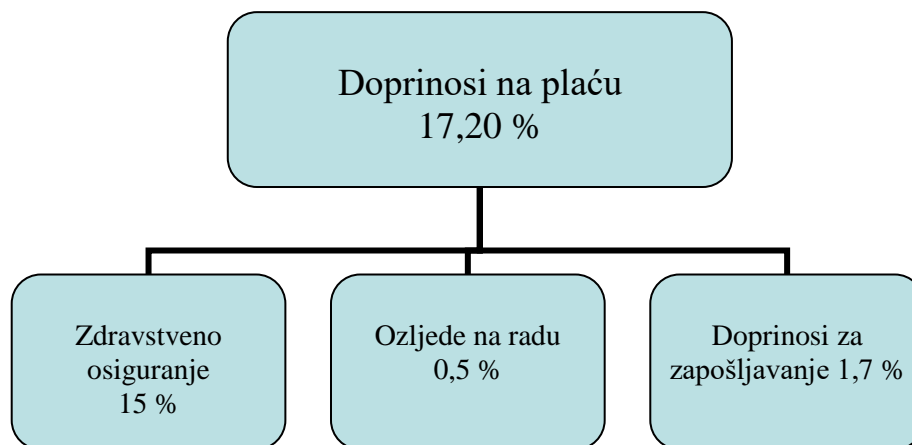 Doprinosi na plaću
17,20 %
Zdravstveno
osiguranje
15 %
Ozljede na radu
0,5 %
Doprinosi za
zapošljavanje 1,7 %